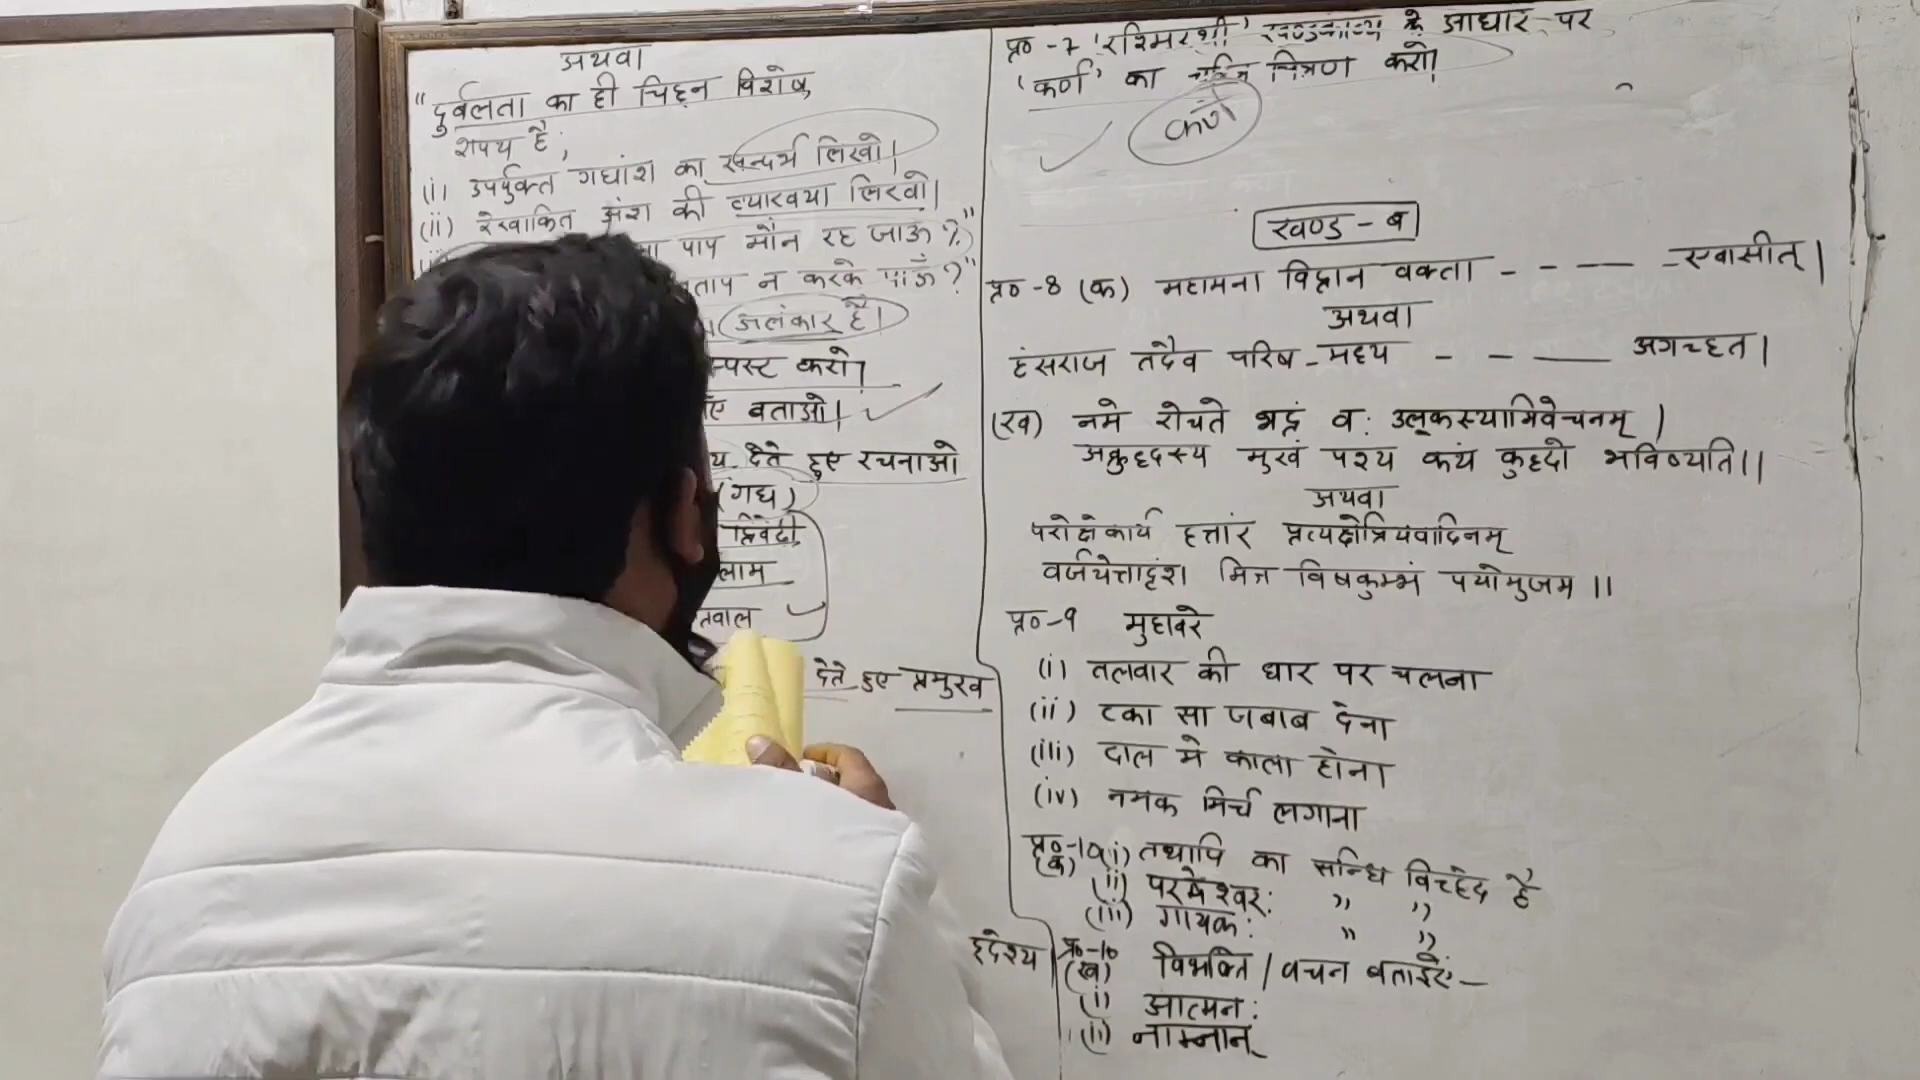 अथवा
"दुर्बलता का ही चिह्न विशेष,
शपथ है;
(i) उपर्युक्त गद्यांश का सन्दर्भ लिखो।
(ii) रेखांकित अंश की व्याख्या लिखो।
पाप मौन रह जाऊँ?"
न करके पाऊँ?"
अलंकार है।
स्पस्ट करो।
बताओ।
देते हुए रचनाओ
(गद्य)
द्विवेदी
लाम
देते हुए प्रमुख
प्र० -7 'रश्मिरथी' खण्डकाव्य के आधार पर
'कर्ण' का चरित्र चित्रण करो।
कर्ण
खण्ड - ब
प्र० -8 (क) महामना विद्वान वक्ता - - — - एवासीत्।
अथवा
हंसराज तदैव परिष-मध्य - - — अगच्छत।
(ख) नमे रोचते भद्रं व: उलूकस्याभिवेचनम्।
अक्रुद्दस्य मुखं पश्य कथं क्रुद्दो भविष्यति।।
अथवा
परोक्षेकार्य हत्तारं प्रत्यक्षेप्रियवादिनम्
वर्जयेत्तादृंश मित्र विषकुम्भं पयोमुखम ।।
प्र० -9 मुहावरे
(i) तलवार की धार पर चलना
(ii) टका सा जबाब देना
(iii) दाल मे काला होना
(iv) नमक मिर्च लगाना
प्र०-10 (क) (i) तथापि का सन्धि विच्छेद है
(ii) परमेश्वर: " "
(iii) गायक: " "
प्र०-10 (ख) विभक्ति / वचन बताइए—
(i) आत्मन:
(ii) नाम्नान्